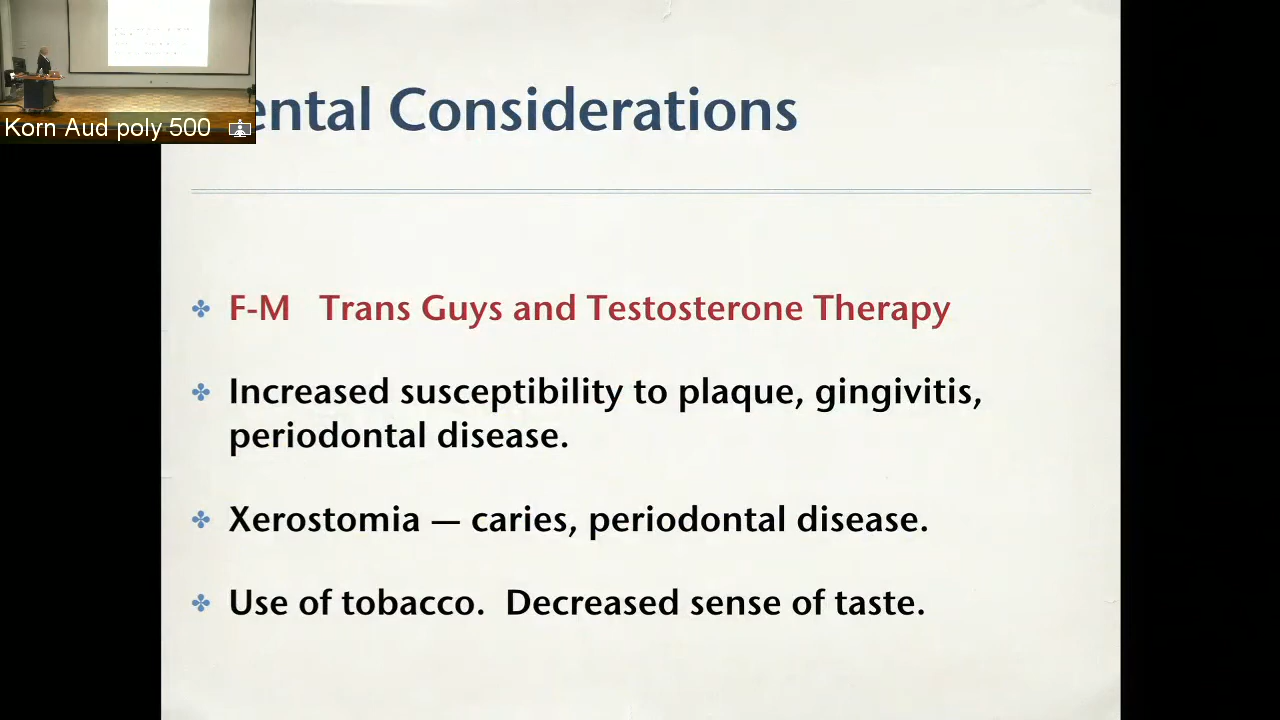 Korn Aud poly 500
ental Considerations
F-M Trans Guys and Testosterone Therapy
Increased susceptibility to plaque, gingivitis,
periodontal disease.
Xerostomia — caries, periodontal disease.
Use of tobacco. Decreased sense of taste.